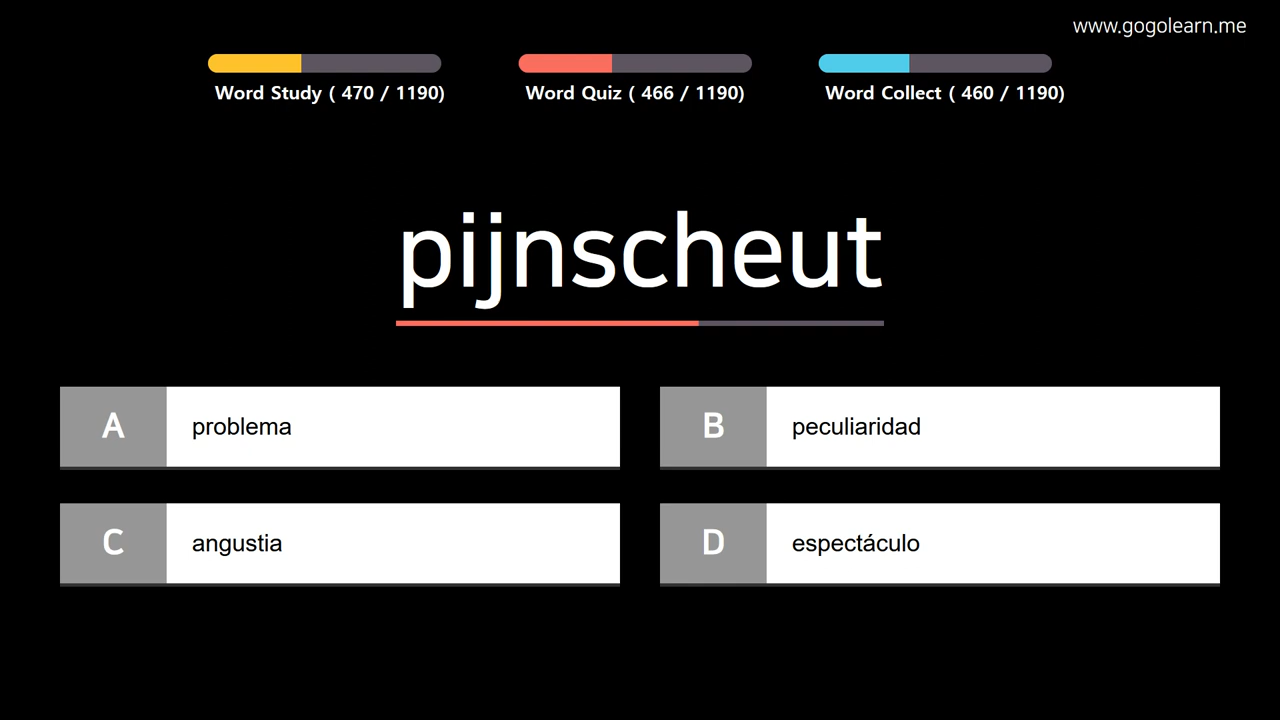 www.gogolearn.me
Word Study ( 470 / 1190)
Word Quiz ( 466 / 1190)
Word Collect ( 460 / 1190)
pijnscheut
A problema
B peculiaridad
C angustia
D espectáculo